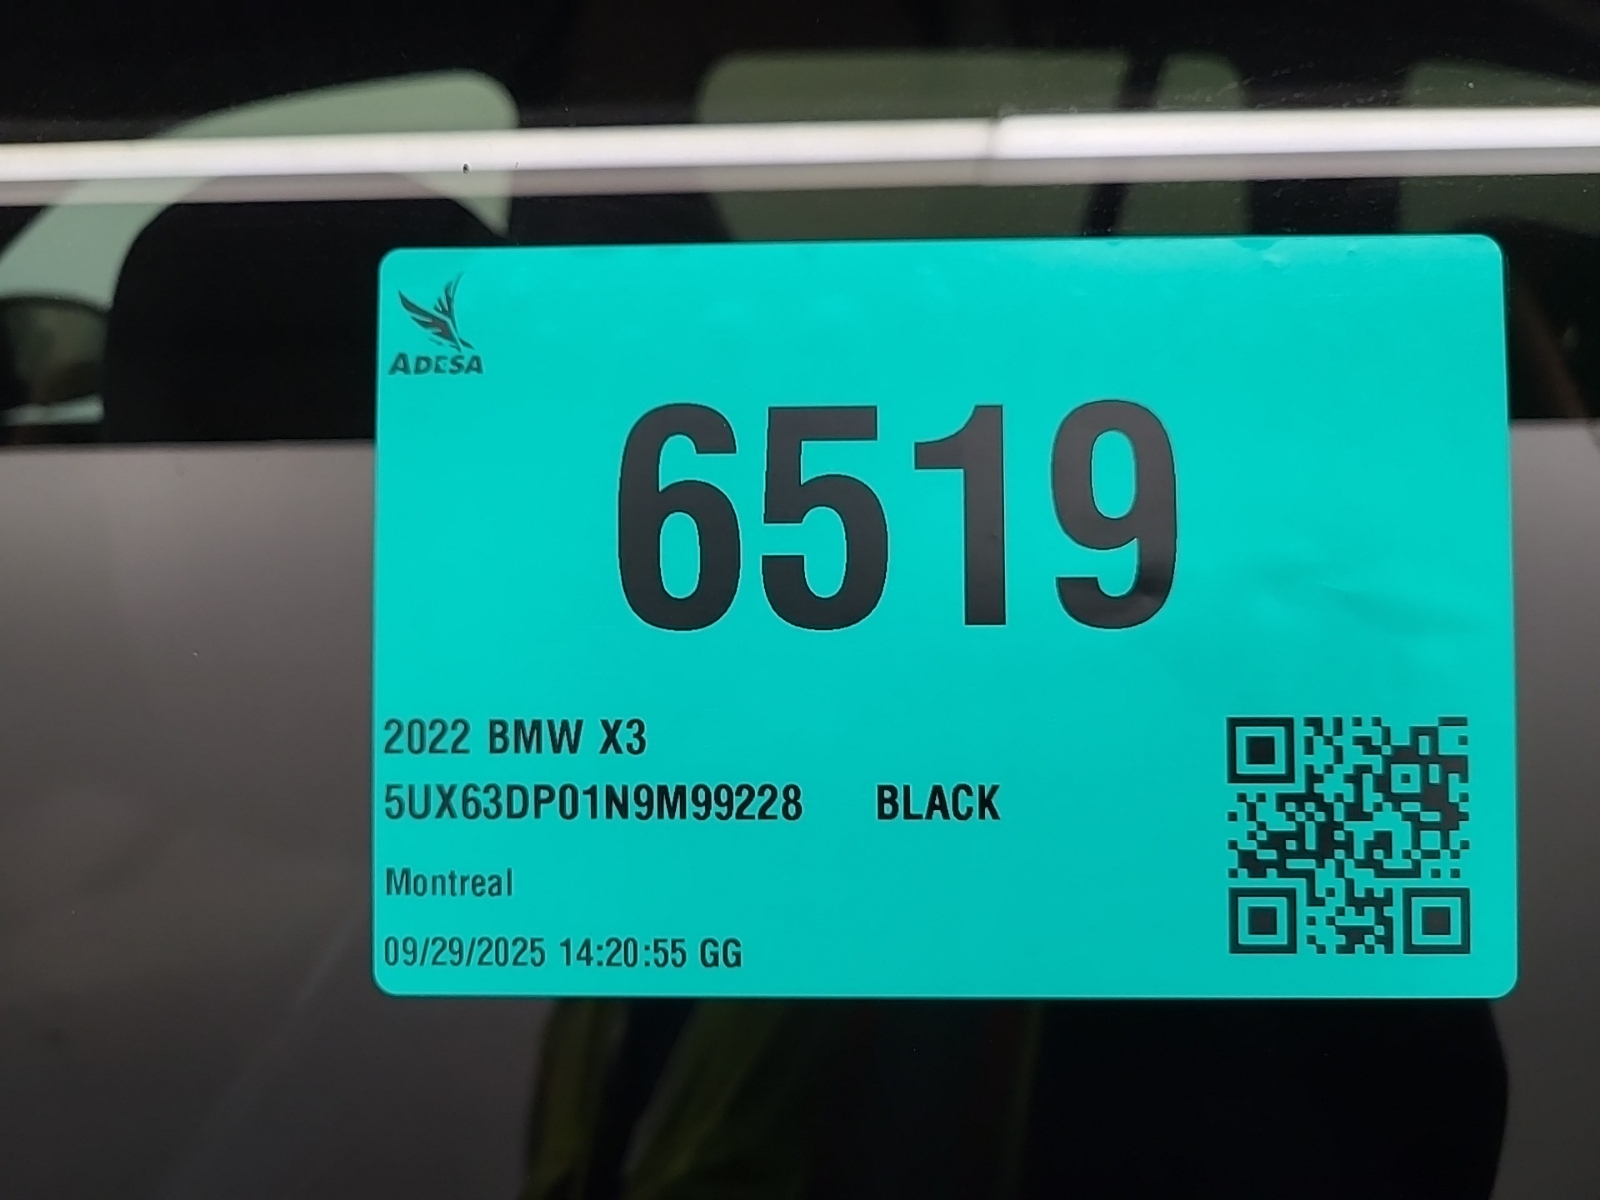 ADESA
6519
2022 BMW X3
5UX63DP01N9M99228 BLACK
Montreal
09/29/2025 14:20:55 GG